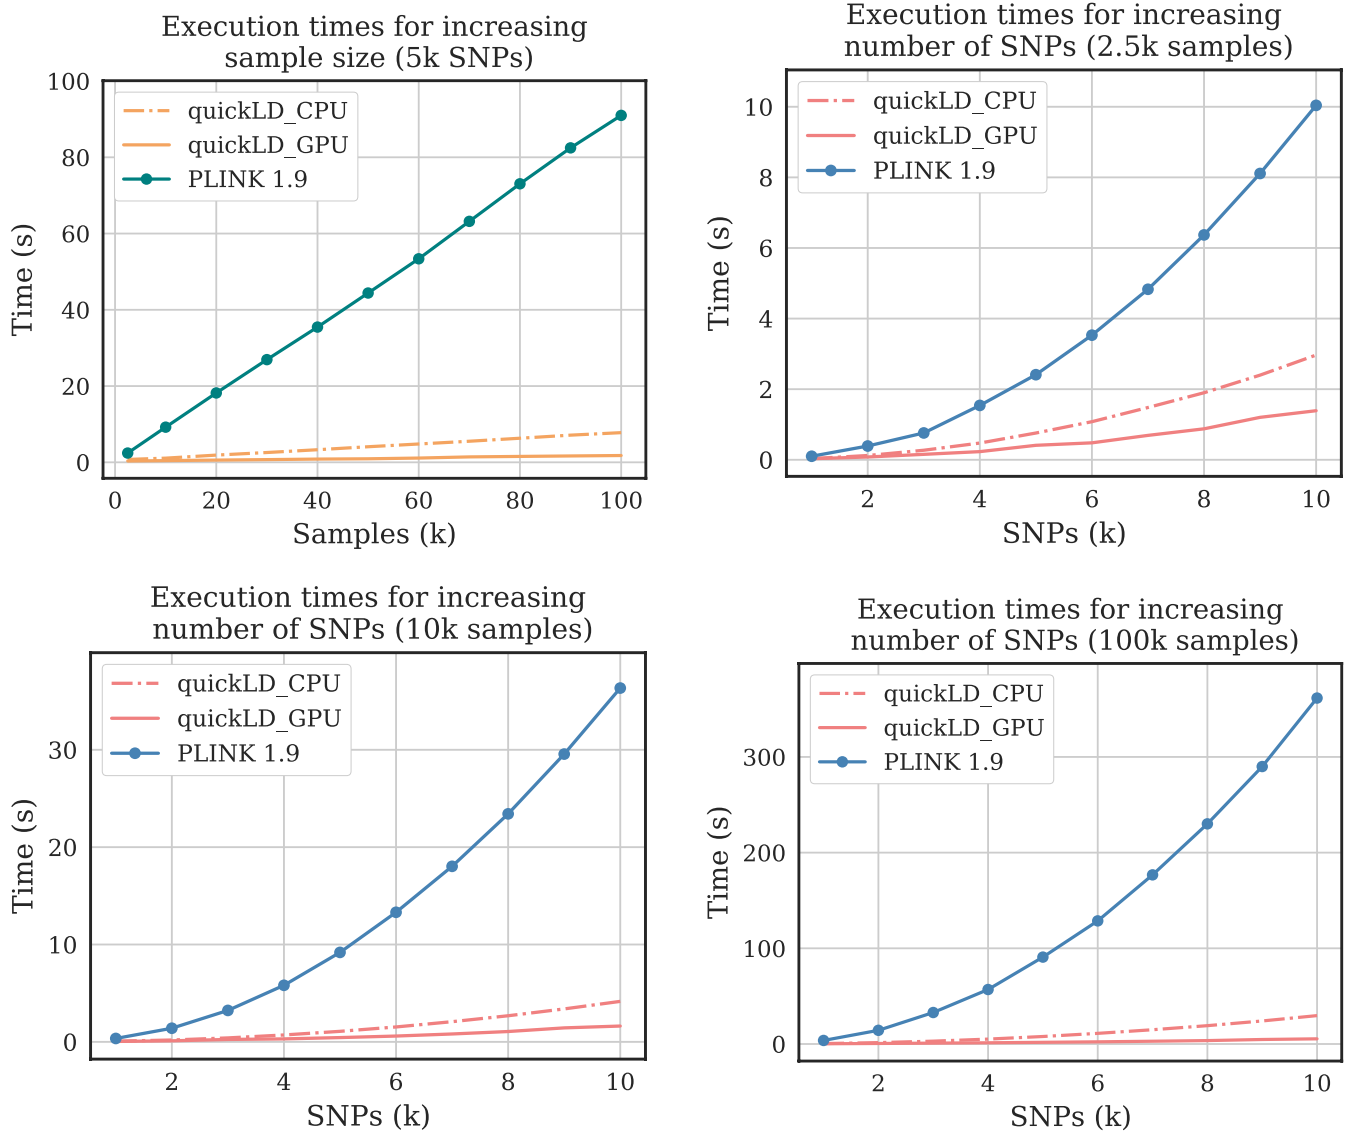 Execution times for increasing
sample size (5k SNPs)
100
80
60
40
20
0
Time (s)
quickLD_CPU
quickLD_GPU
PLINK 1.9
0 20 40 60 80 100
Samples (k)
Execution times for increasing
number of SNPs (2.5k samples)
10
8
6
4
2
0
Time (s)
quickLD_CPU
quickLD_GPU
PLINK 1.9
2 4 6 8 10
SNPs (k)
Execution times for increasing
number of SNPs (10k samples)
30
20
10
0
Time (s)
quickLD_CPU
quickLD_GPU
PLINK 1.9
2 4 6 8 10
SNPs (k)
Execution times for increasing
number of SNPs (100k samples)
300
200
100
0
Time (s)
quickLD_CPU
quickLD_GPU
PLINK 1.9
2 4 6 8 10
SNPs (k)